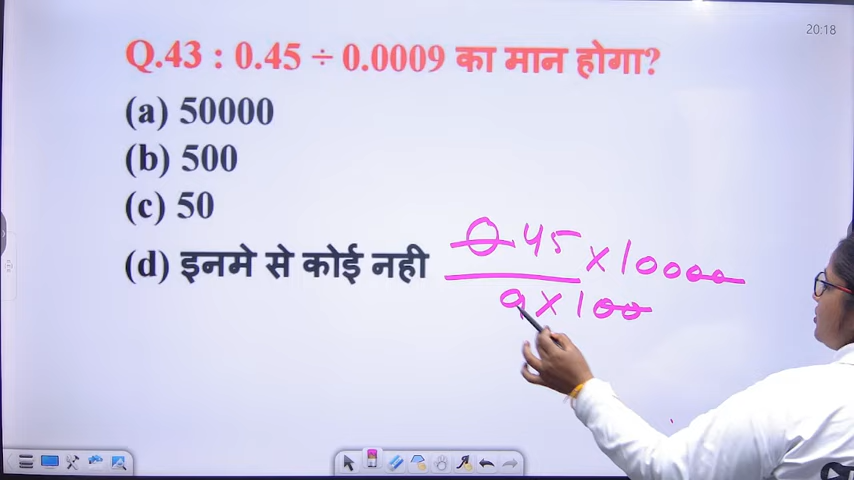 20:18
Q.43 : 0.45 ÷ 0.0009 का मान होगा?
(a) 50000
(b) 500
(c) 50
(d) इनमे से कोई नही
0.45 × 10000
9 × 100